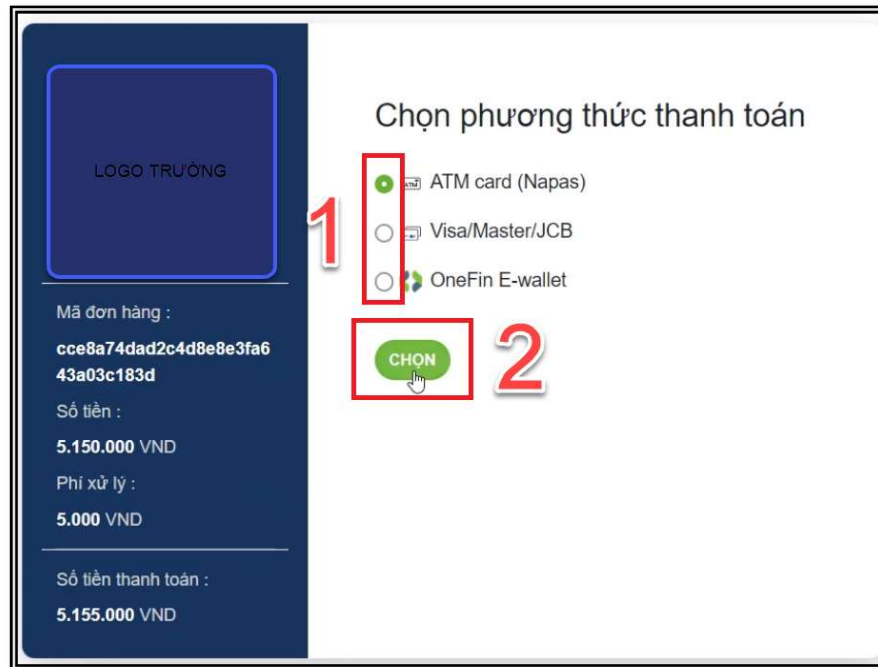 LOGO TRƯỜNG
Mã đơn hàng :
cce8a74dad2c4d8e8e3fa6
43a03c183d
Số tiền :
5.150.000 VND
Phí xử lý :
5.000 VND
Số tiền thanh toán :
5.155.000 VND
Chọn phương thức thanh toán
1
ATM card (Napas)
Visa/Master/JCB
OneFin E-wallet
CHỌN
2